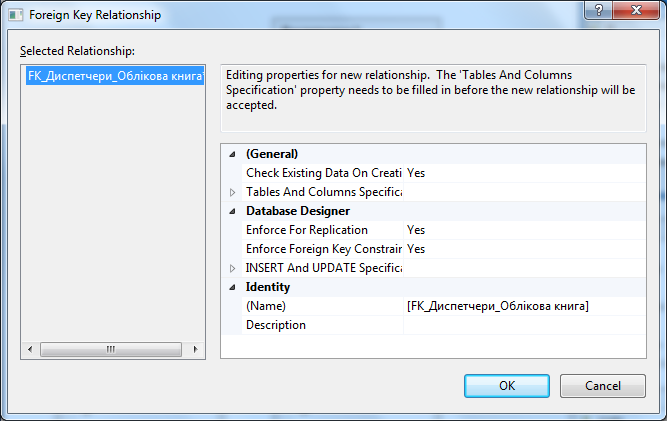 Foreign Key Relationship
Selected Relationship:
FK_Диспетчери_Облікова книга*
Editing properties for new relationship. The 'Tables And Columns
Specification' property needs to be filled in before the new relationship will be
accepted.
(General)
Check Existing Data On Creati Yes
Tables And Columns Specifica
Database Designer
Enforce For Replication Yes
Enforce Foreign Key Constrain Yes
INSERT And UPDATE Specifica
Identity
(Name) [FK_Диспетчери_Облікова книга]
Description
OK Cancel